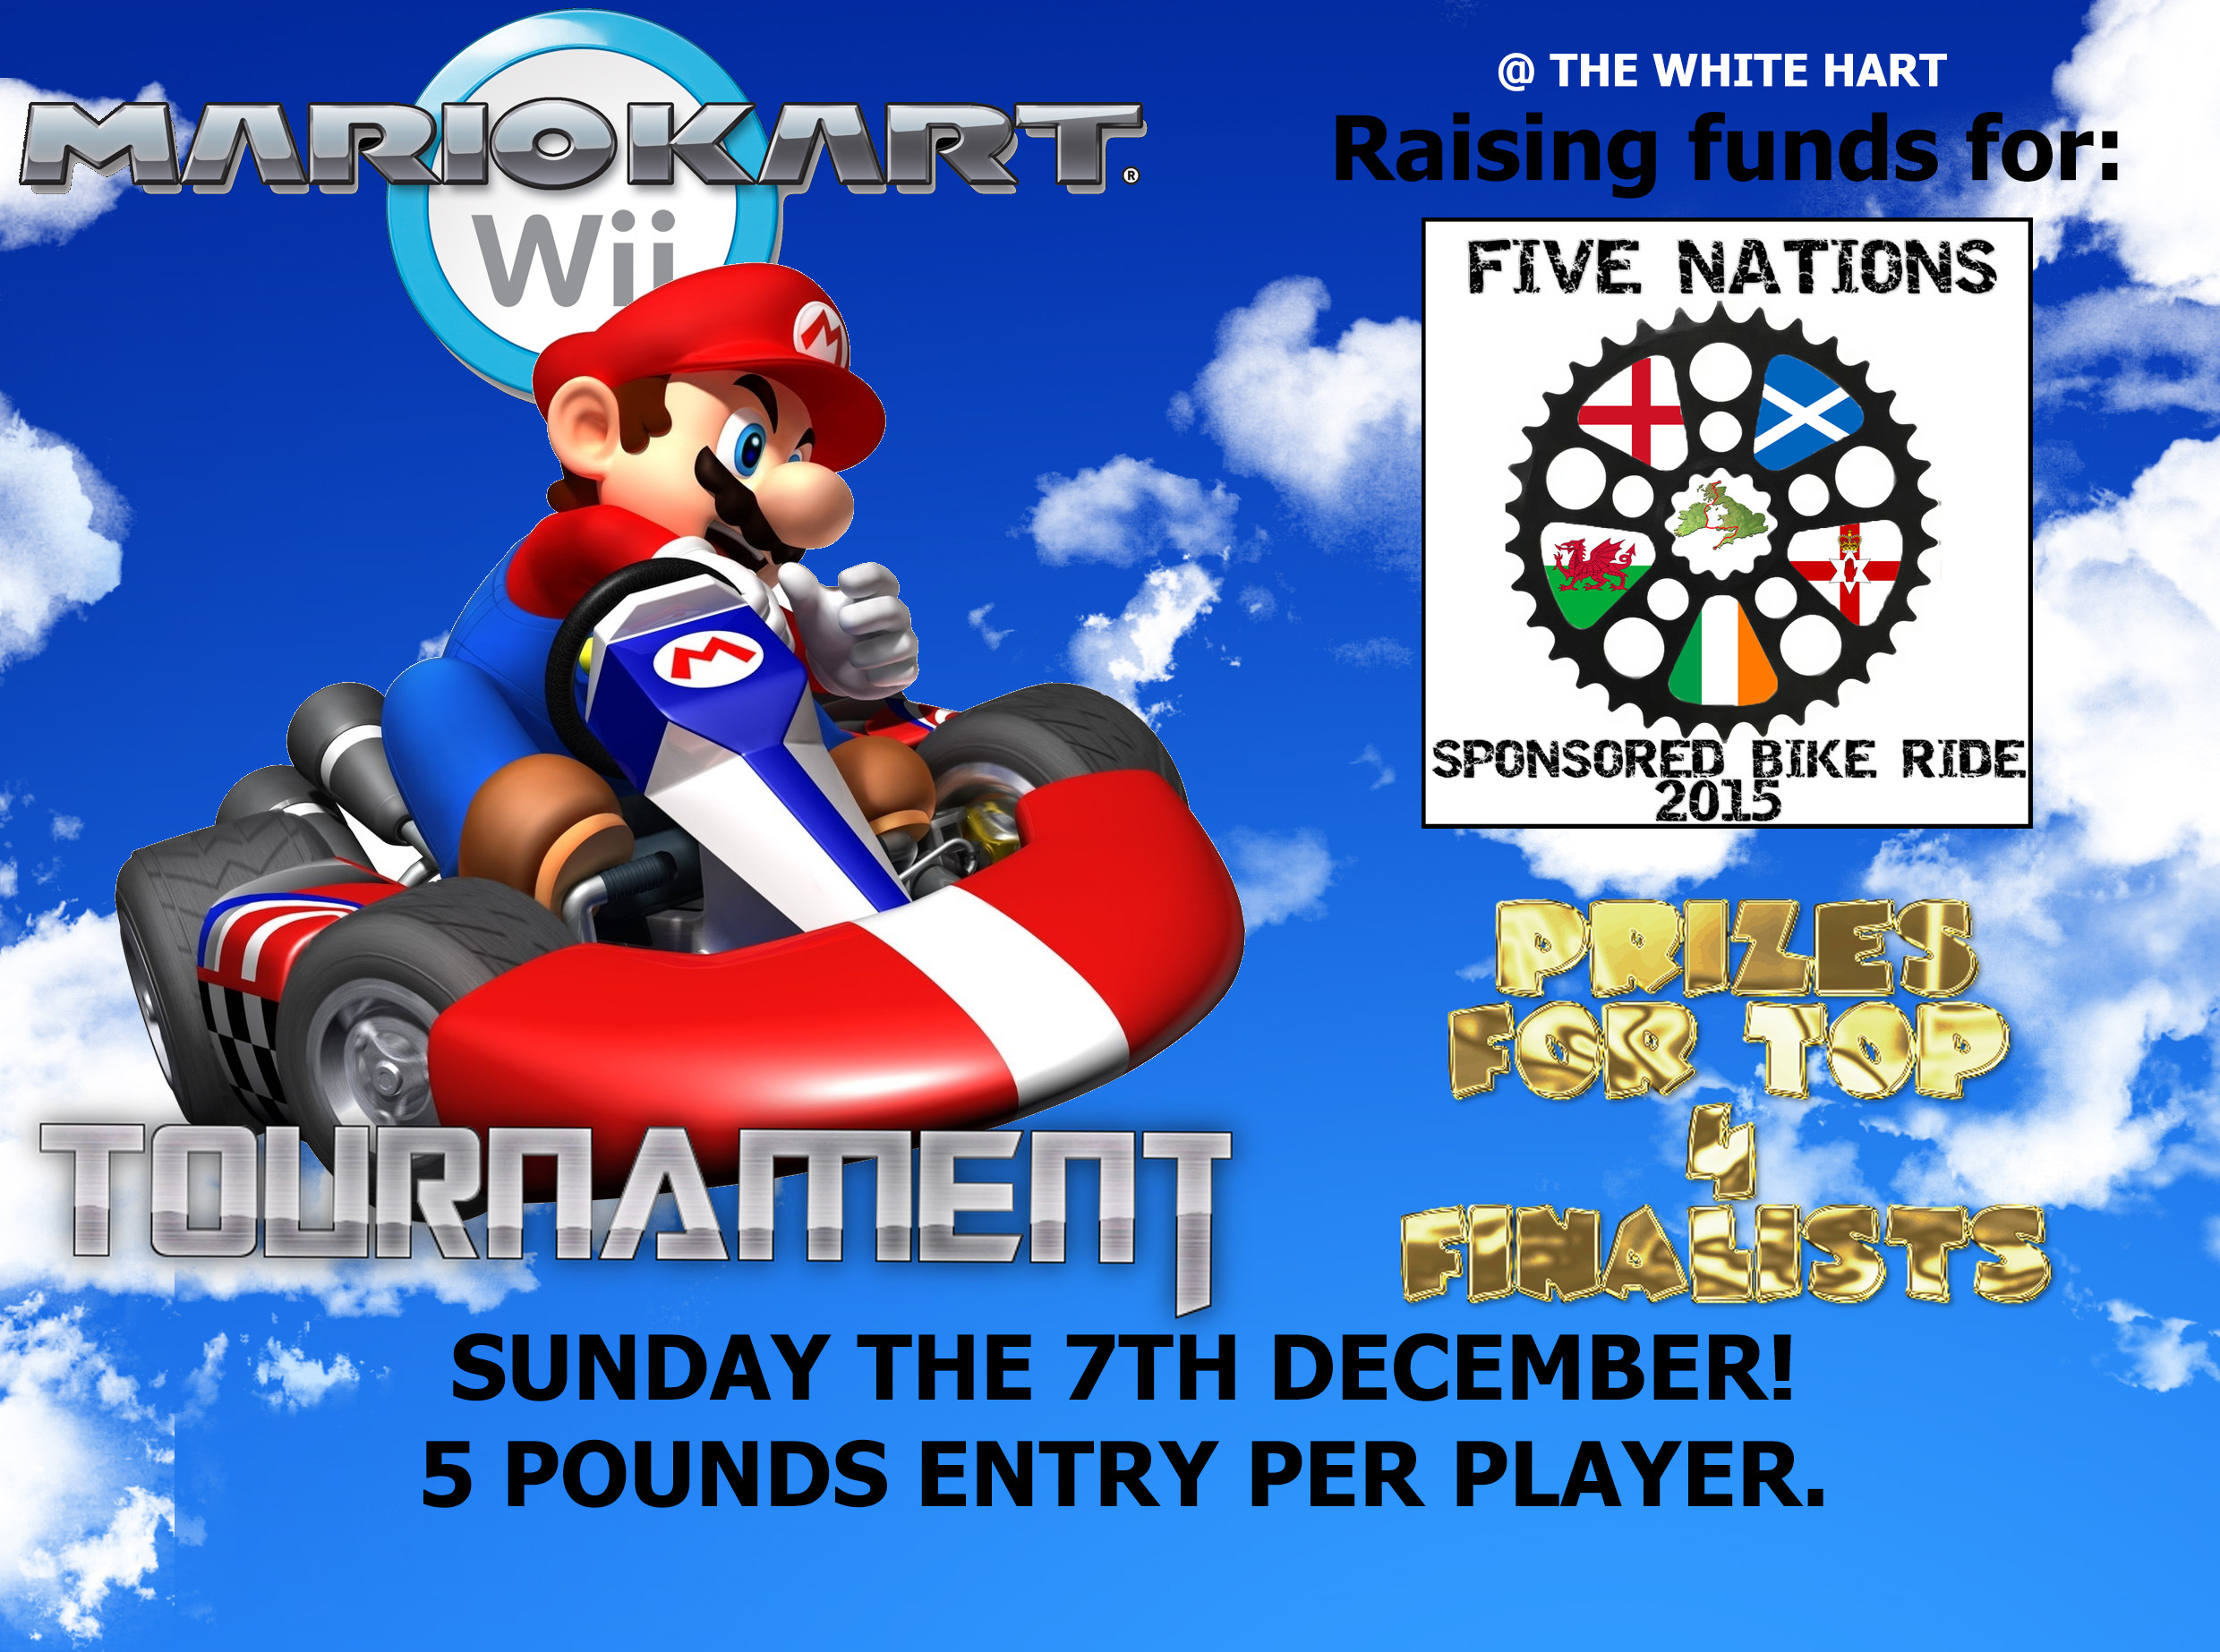 MARIOKART®
Wii
M
M
TOURNAMENT
@ THE WHITE HART
Raising funds for:
FIVE NATIONS
SPONSORED BIKE RIDE
2015
PRIZES
FOR TOP
4
FINALISTS
SUNDAY THE 7TH DECEMBER!
5 POUNDS ENTRY PER PLAYER.